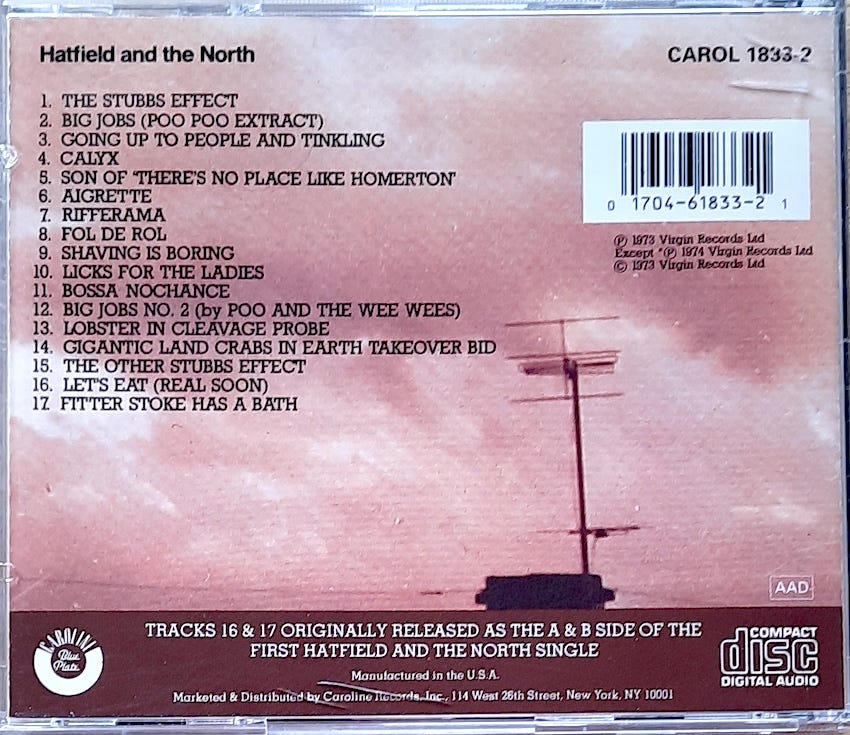 Hatfield and the North
CAROL 1833-2
1. THE STUBBS EFFECT
2. BIG JOBS (POO POO EXTRACT)
3. GOING UP TO PEOPLE AND TINKLING
4. CALYX
5. SON OF 'THERE'S NO PLACE LIKE HOMERTON'
6. AIGRETTE
7. RIFFERAMA
8. FOL DE ROL
9. SHAVING IS BORING
10. LICKS FOR THE LADIES
11. BOSSA NOCHANCE
12. BIG JOBS NO. 2 (by POO AND THE WEE WEES)
13. LOBSTER IN CLEAVAGE PROBE
14. GIGANTIC LAND CRABS IN EARTH TAKEOVER BID
15. THE OTHER STUBBS EFFECT
16. LET'S EAT (REAL SOON)
17. FITTER STOKE HAS A BATH
0 1704-61833-2 1
℗ 1973 Virgin Records Ltd
Except *℗ 1974 Virgin Records Ltd
© 1973 Virgin Records Ltd
AAD
CAROLINE
Blue
Plate
TRACKS 16 & 17 ORIGINALLY RELEASED AS THE A & B SIDE OF THE
FIRST HATFIELD AND THE NORTH SINGLE
Manufactured in the U.S.A.
Marketed & Distributed by Caroline Records, Inc., 114 West 26th Street, New York, NY 10001
COMPACT
disc
DIGITAL AUDIO